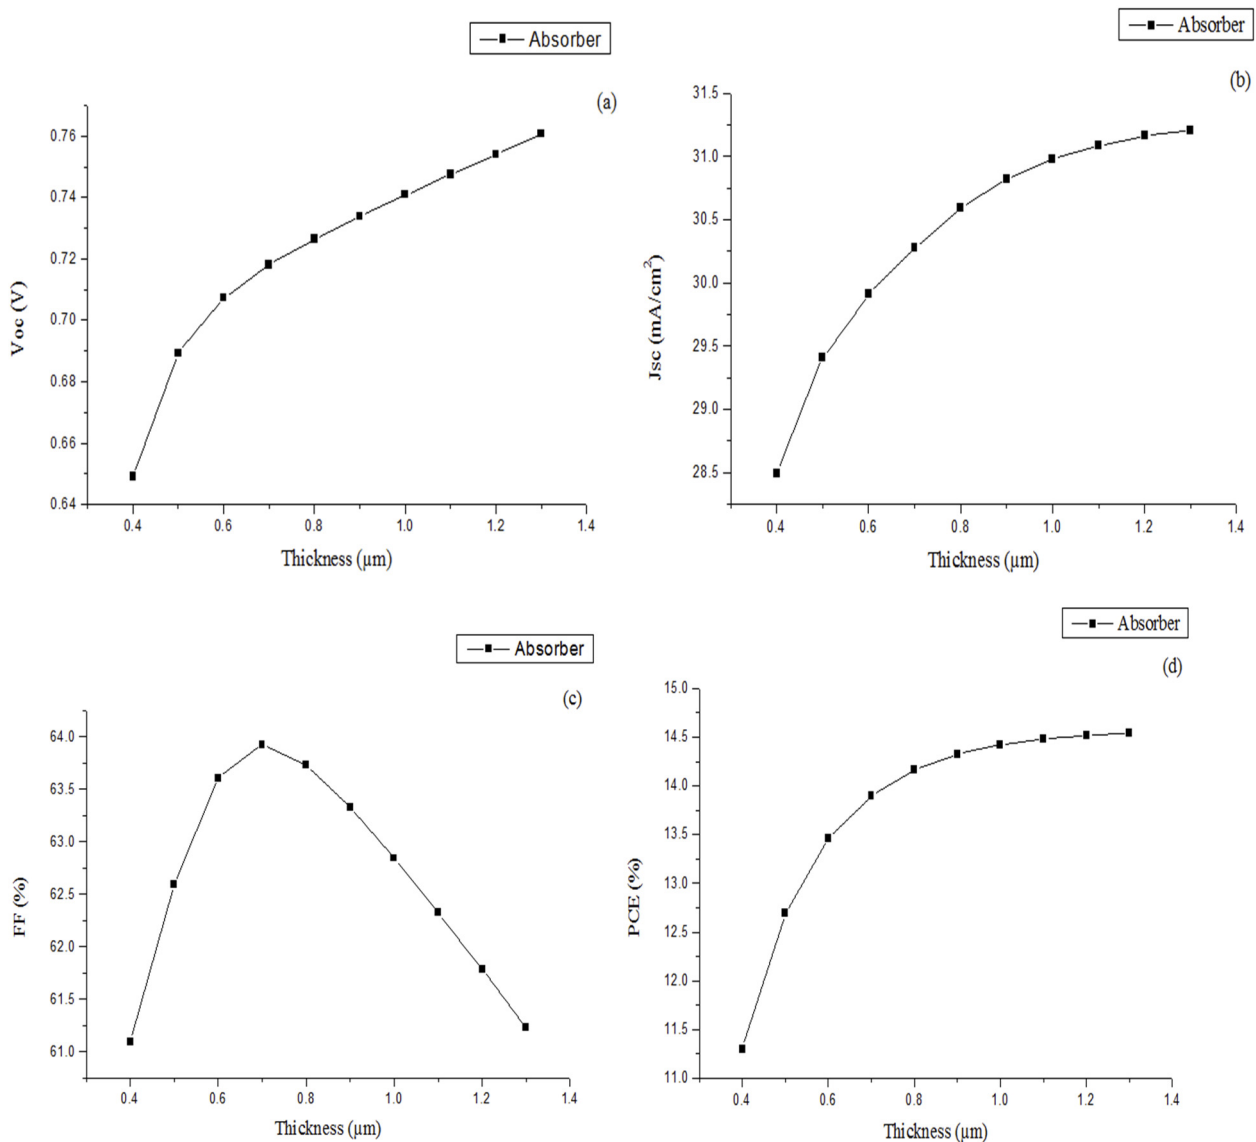 Absorber
(a)
0.76
0.74
0.72
0.70
0.68
0.66
0.64
Voc (V)
0.4 0.6 0.8 1.0 1.2 1.4
Thickness (µm)
Absorber
(b)
31.5
31.0
30.5
30.0
29.5
29.0
28.5
Jsc (mA/cm²)
0.4 0.6 0.8 1.0 1.2 1.4
Thickness (µm)
Absorber
(c)
64.0
63.5
63.0
62.5
62.0
61.5
61.0
FF (%)
0.4 0.6 0.8 1.0 1.2 1.4
Thickness (µm)
Absorber
(d)
15.0
14.5
14.0
13.5
13.0
12.5
12.0
11.5
11.0
PCE (%)
0.4 0.6 0.8 1.0 1.2 1.4
Thickness (µm)